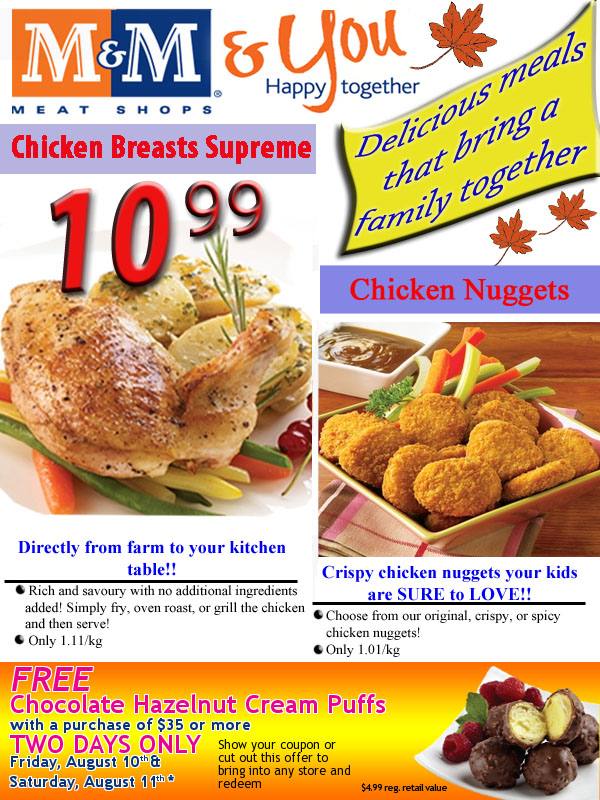 M&M & You
Happy together
MEAT SHOPS®
Delicious meals
that bring a
family together
Chicken Breasts Supreme
10 99
Directly from farm to your kitchen
table!!
Rich and savoury with no additional ingredients
added! Simply fry, oven roast, or grill the chicken
and then serve!
Only 1.11/kg
Chicken Nuggets
Crispy chicken nuggets your kids
are SURE to LOVE!!
Choose from our original, crispy, or spicy
chicken nuggets!
Only 1.01/kg
FREE
Chocolate Hazelnut Cream Puffs
with a purchase of $35 or more
TWO DAYS ONLY
Friday, August 10th &
Saturday, August 11th *
Show your coupon or
cut out this offer to
bring into any store and
redeem
$4.99 reg. retail value